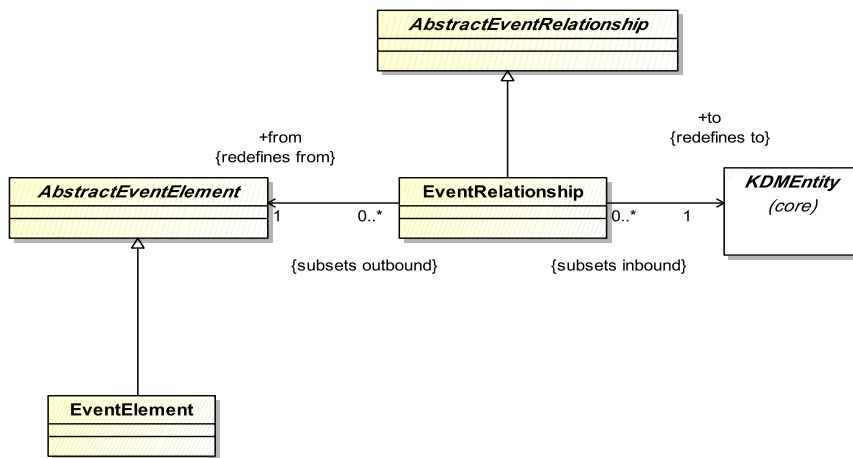 AbstractEventRelationship
+from
{redefines from}
+to
{redefines to}
AbstractEventElement
EventRelationship
KDMEntity
(core)
1
0..*
0..*
1
{subsets outbound}
{subsets inbound}
EventElement